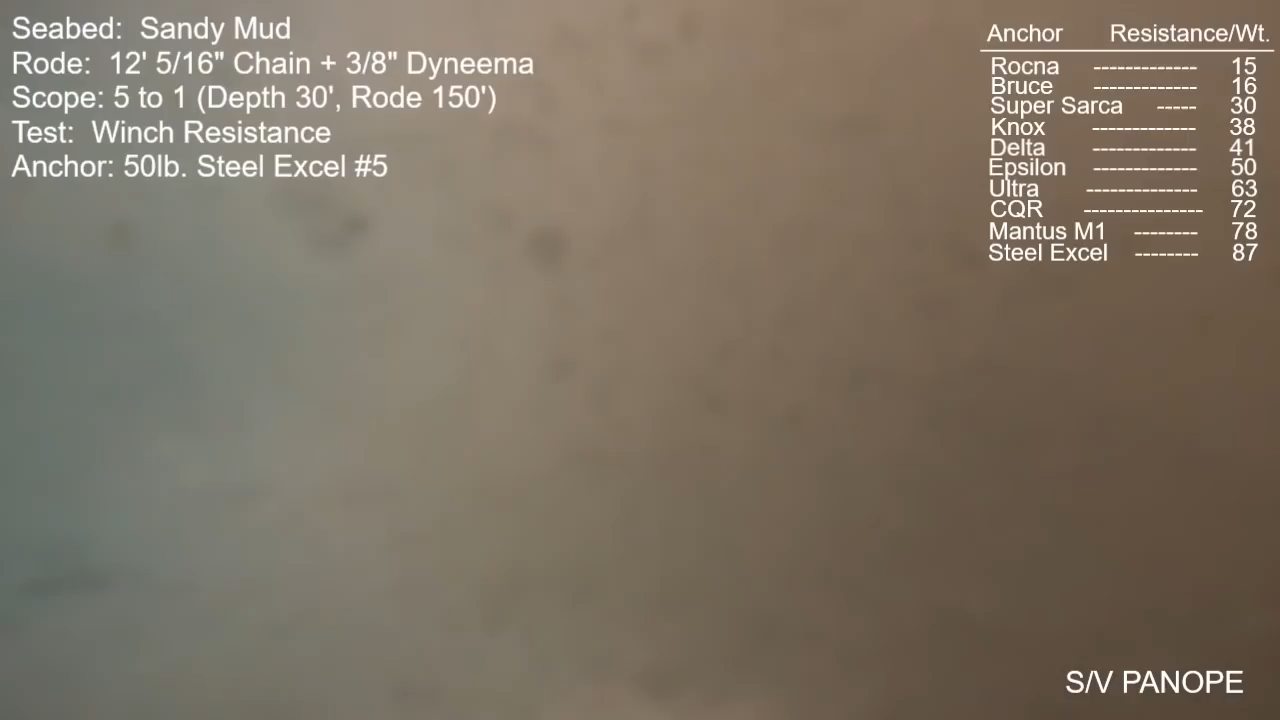 Seabed:  Sandy Mud
Rode:  12' 5/16" Chain + 3/8" Dyneema
Scope: 5 to 1 (Depth 30', Rode 150')
Test:  Winch Resistance
Anchor: 50lb. Steel Excel #5
Anchor Resistance/Wt.
Rocna ------------- 15
Bruce ------------- 16
Super Sarca ----- 30
Knox ------------- 38
Delta ------------- 41
Epsilon ------------- 50
Ultra -------------- 63
CQR --------------- 72
Mantus M1 -------- 78
Steel Excel -------- 87
S/V PANOPE